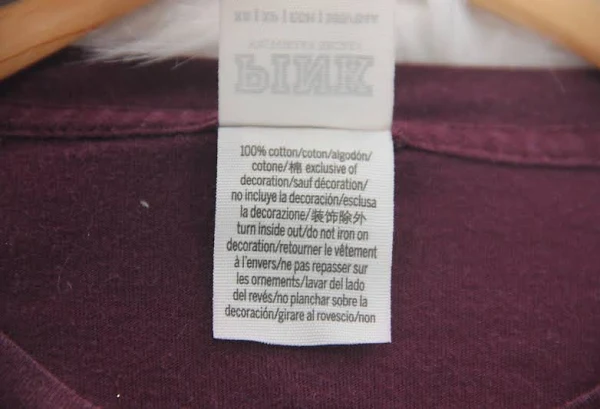 PINK
100% cotton/coton/algodón/
cotone/棉 exclusive of
decoration/sauf décoration/
no incluye la decoración/esclusa
la decorazione/装饰除外
turn inside out/do not iron on
decoration/retourner le vêtement
à l'envers/ne pas repasser sur
les ornements/lavar del lado
del revés/no planchar sobre la
decoración/girare al rovescio/non